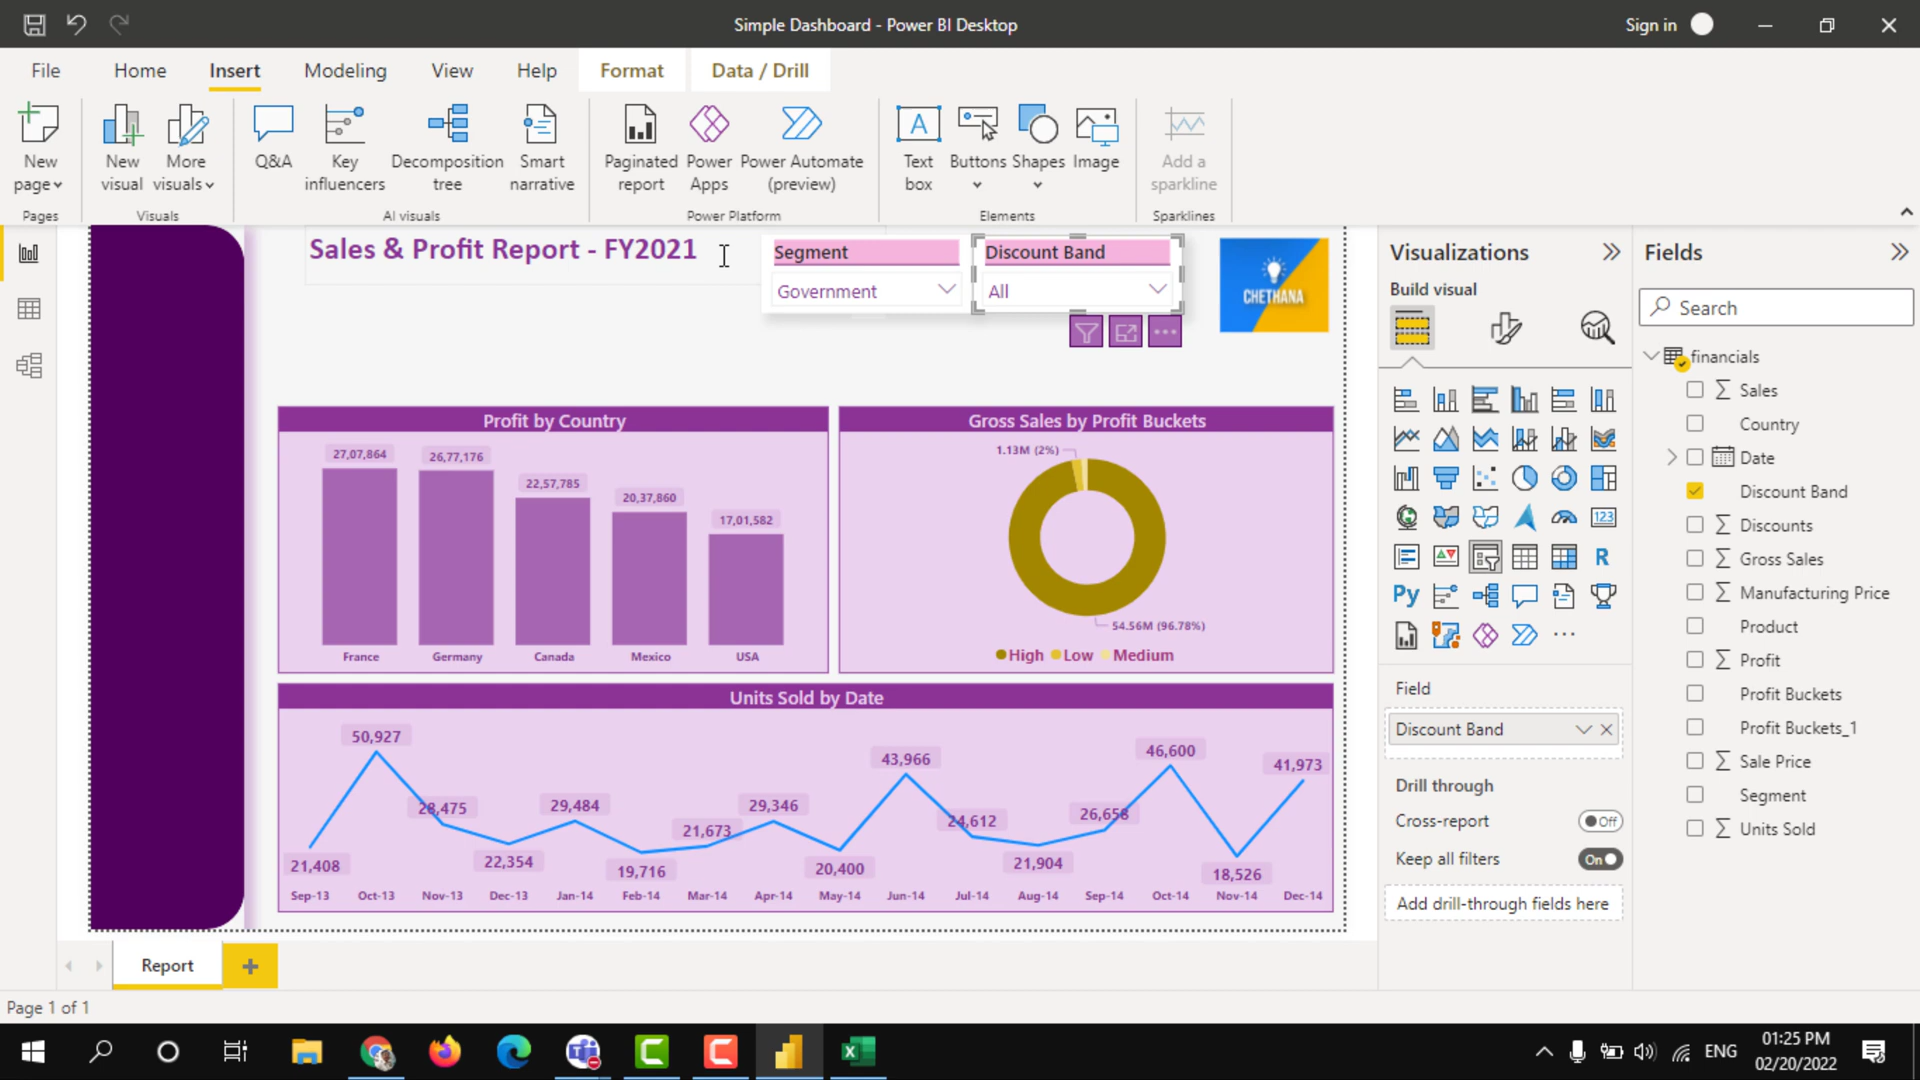 Simple Dashboard - Power BI Desktop
Sign in
File
Home
Insert
Modeling
View
Help
Format
Data / Drill
New page
New visual
More visuals
Q&A
Key influencers
Decomposition tree
Smart narrative
Paginated report
Power Apps
Power Automate (preview)
Text box
Buttons
Shapes
Image
Add a sparkline
Pages
Visuals
AI visuals
Power Platform
Elements
Sparklines
Sales & Profit Report - FY2021
Segment
Government
Discount Band
All
CHETHANA
Profit by Country
27,07,864
26,77,176
22,57,785
20,37,860
17,01,582
France
Germany
Canada
Mexico
USA
Gross Sales by Profit Buckets
1.13M (2%)
54.56M (96.78%)
High
Low
Medium
Units Sold by Date
21,408
50,927
28,475
22,354
29,484
19,716
21,673
29,346
20,400
43,966
24,612
21,904
26,658
46,600
18,526
41,973
Sep-13
Oct-13
Nov-13
Dec-13
Jan-14
Feb-14
Mar-14
Apr-14
May-14
Jun-14
Jul-14
Aug-14
Sep-14
Oct-14
Nov-14
Dec-14
Visualizations
Build visual
123
R
Py
Field
Discount Band
Drill through
Cross-report
Off
Keep all filters
On
Add drill-through fields here
Fields
Search
financials
Sales
Country
Date
Discount Band
Discounts
Gross Sales
Manufacturing Price
Product
Profit
Profit Buckets
Profit Buckets_1
Sale Price
Segment
Units Sold
Report
Page 1 of 1
ENG
01:25 PM
02/20/2022